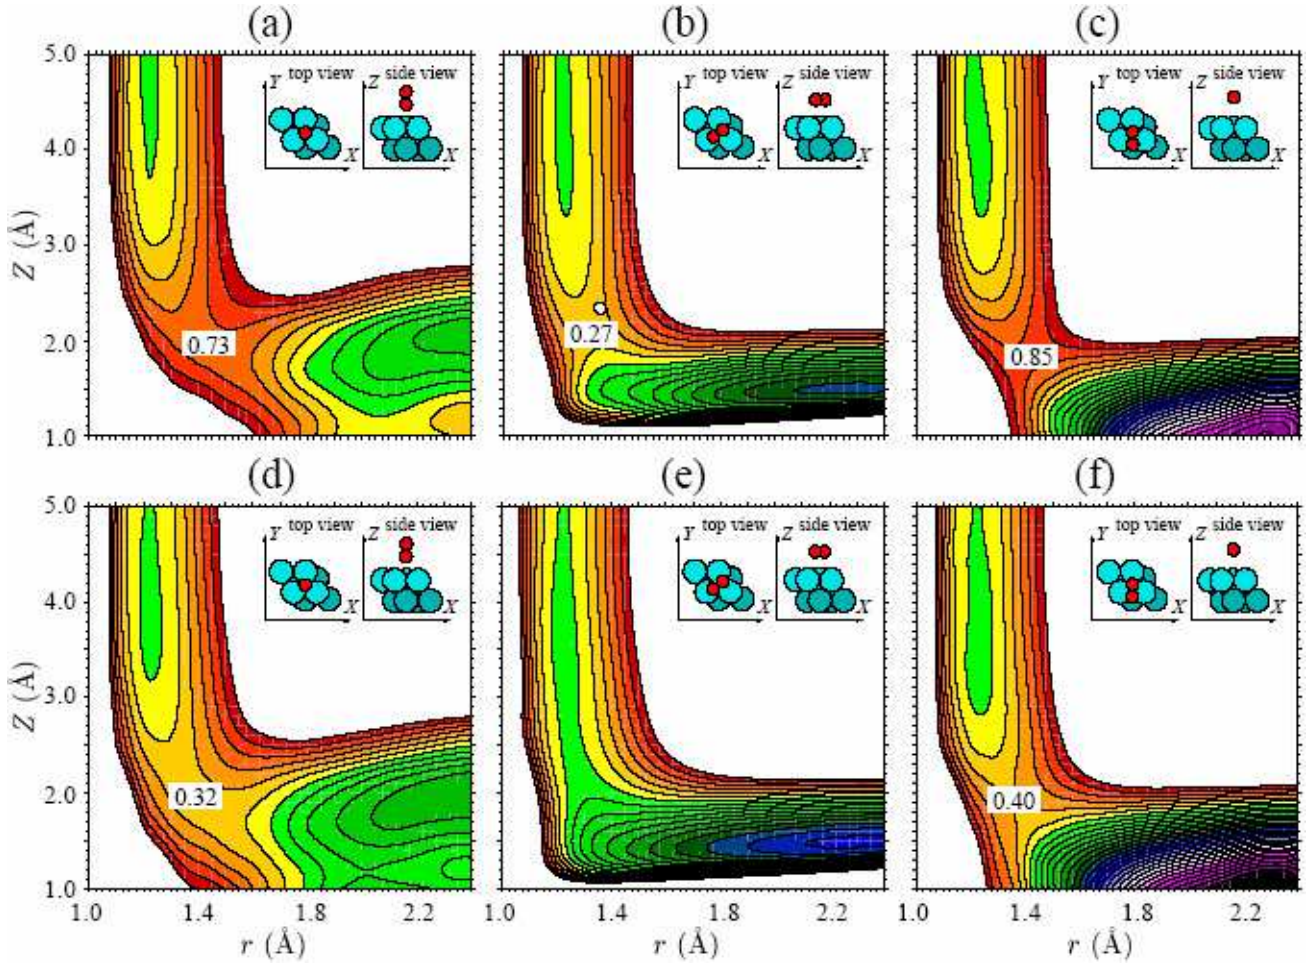 (a) (b) (c)
5.0
4.0
3.0
2.0
1.0
Z (Å)
Y top view X
Z side view X
0.73
Y top view X
Z side view X
0.27
Y top view X
Z side view X
0.85
(d) (e) (f)
5.0
4.0
3.0
2.0
1.0
Z (Å)
Y top view X
Z side view X
0.32
Y top view X
Z side view X
Y top view X
Z side view X
0.40
1.0 1.4 1.8 2.2 1.0 1.4 1.8 2.2 1.0 1.4 1.8 2.2
r (Å) r (Å) r (Å)